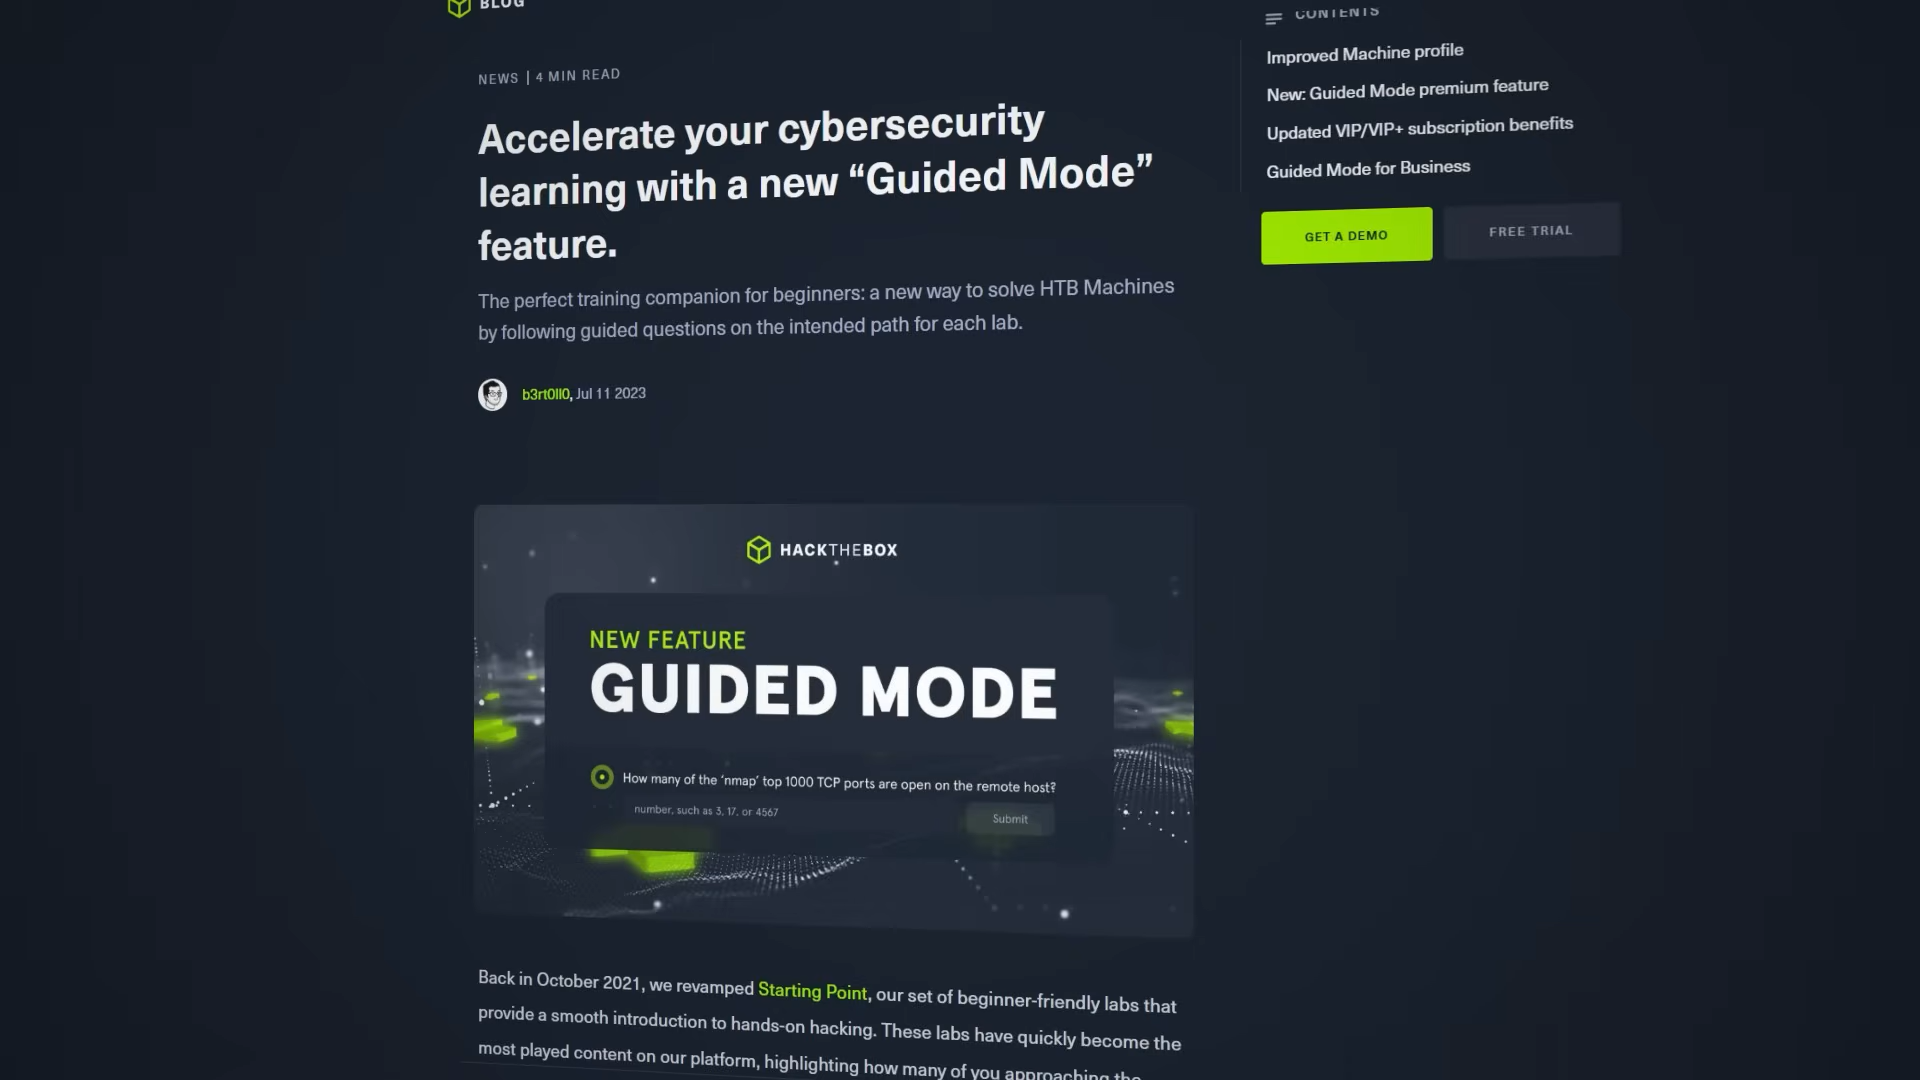 BLOG
NEWS | 4 MIN READ
Accelerate your cybersecurity
learning with a new “Guided Mode”
feature.
The perfect training companion for beginners: a new way to solve HTB Machines
by following guided questions on the intended path for each lab.
b3rt0ll0, Jul 11 2023
HACKTHEBOX
NEW FEATURE
GUIDED MODE
How many of the ‘nmap’ top 1000 TCP ports are open on the remote host?
number, such as 3, 17, or 4567
Submit
Back in October 2021, we revamped Starting Point, our set of beginner-friendly labs that
provide a smooth introduction to hands-on hacking. These labs have quickly become the
most played content on our platform, highlighting how many of you approaching the
CONTENTS
Improved Machine profile
New: Guided Mode premium feature
Updated VIP/VIP+ subscription benefits
Guided Mode for Business
GET A DEMO
FREE TRIAL